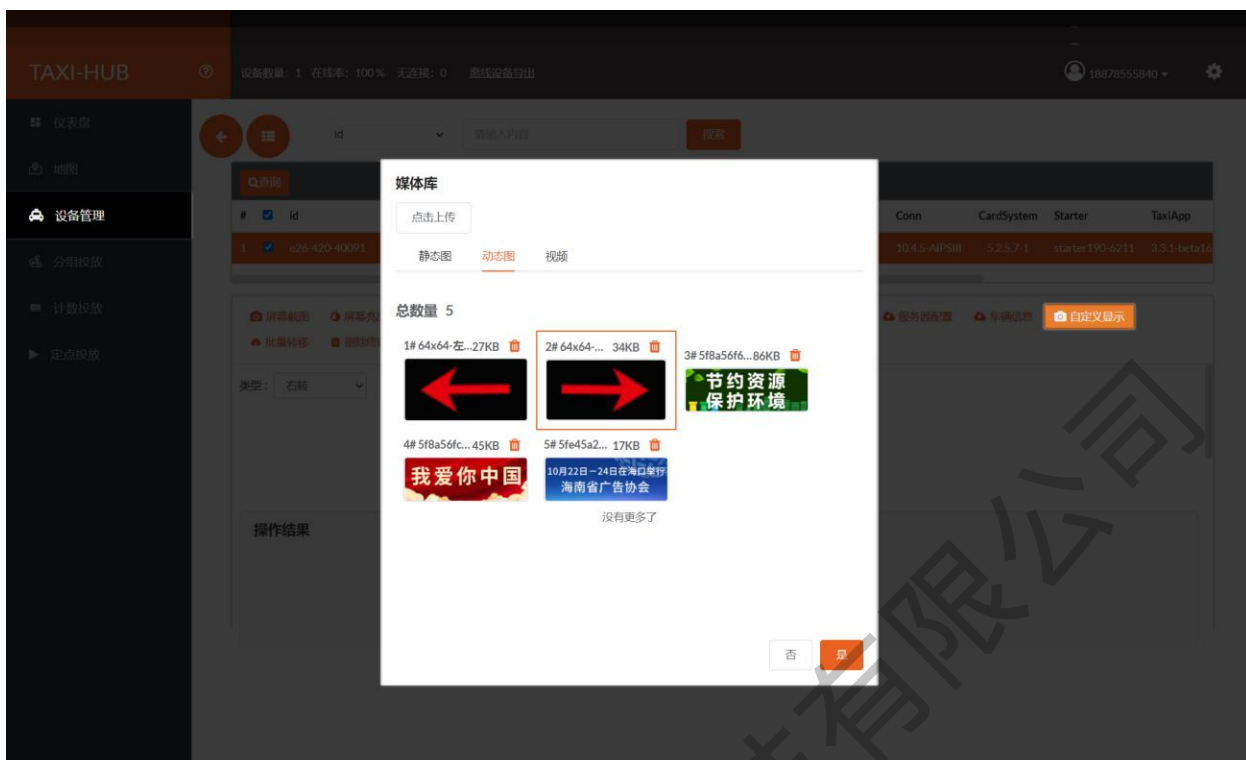 TAXI-HUB
设备数量: 1 在线率: 100% 无连接: 0 离线设备导出
18878555840
仪表盘
id 请输入内容 搜索
地图
查询
设备管理
# id Conn CardSystem Starter TaxiApp
1 e26-420-40091 10.4.5-AIPSIII 5.2.5.7-1 starter190-6211 3.3.1-beta16
分组投放
计数投放
定点投放
屏幕截图 屏幕亮 服务器配置 车辆信息 自定义显示
批量转移 删除
类型: 右转
操作结果
媒体库
点击上传
静态图 动态图 视频
总数量 5
1# 64x64-左...27KB
2# 64x64-... 34KB
3# 5f8a56f6...86KB
节约资源
保护环境
4# 5f8a56fc...45KB
5# 5fe45a2... 17KB
我爱你中国
10月22日-24日在海口举行
海南省广告协会
没有更多了
否 是
有限公司